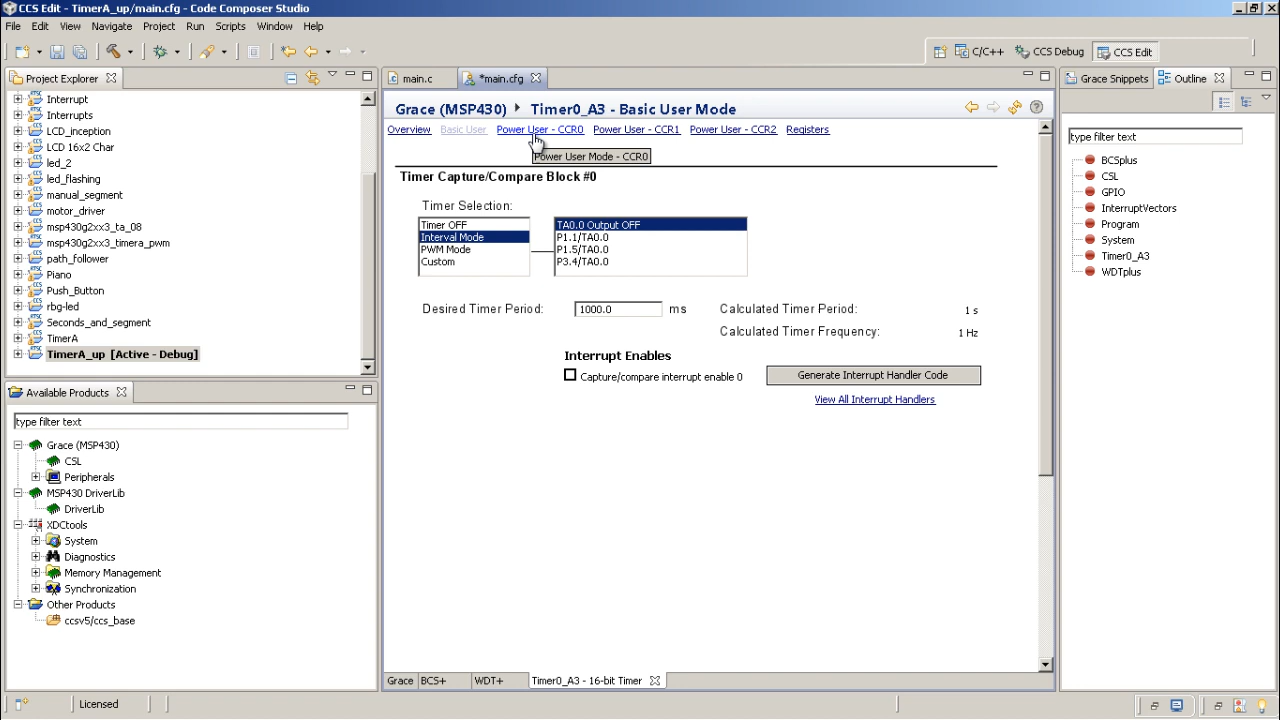 CCS Edit - TimerA_up/main.cfg - Code Composer Studio
File Edit View Navigate Project Run Scripts Window Help
C/C++ CCS Debug CCS Edit
Project Explorer
Interrupt
Interrupts
LCD_inception
LCD 16x2 Char
led_2
led_flashing
manual_segment
motor_driver
msp430g2xx3_ta_08
msp430g2xx3_timera_pwm
path_follower
Piano
Push_Button
rbg-led
Seconds_and_segment
TimerA
TimerA_up [Active - Debug]
Available Products
type filter text
Grace (MSP430)
CSL
Peripherals
MSP430 DriverLib
DriverLib
XDCtools
System
Diagnostics
Memory Management
Synchronization
Other Products
ccsv5/ccs_base
main.c *main.cfg
Grace (MSP430) Timer0_A3 - Basic User Mode
Overview Basic User Power User - CCR0 Power User - CCR1 Power User - CCR2 Registers
Power User Mode - CCR0
Timer Capture/Compare Block #0
Timer Selection:
Timer OFF
Interval Mode
PWM Mode
Custom
TA0.0 Output OFF
P1.1/TA0.0
P1.5/TA0.0
P3.4/TA0.0
Desired Timer Period: 1000.0 ms Calculated Timer Period: 1 s
Calculated Timer Frequency: 1 Hz
Interrupt Enables
Capture/compare interrupt enable 0 Generate Interrupt Handler Code
View All Interrupt Handlers
Grace BCS+ WDT+ Timer0_A3 - 16-bit Timer
Grace Snippets Outline
type filter text
BCSplus
CSL
GPIO
InterruptVectors
Program
System
Timer0_A3
WDTplus
Licensed